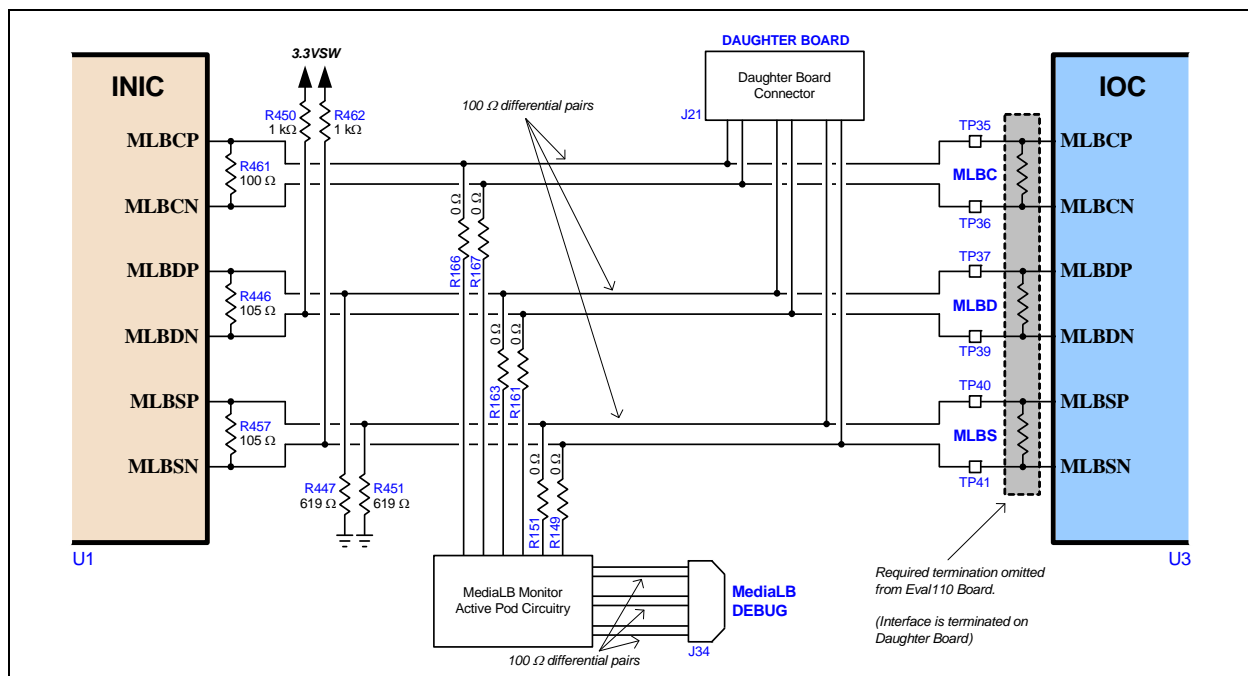 DAUGHTER BOARD
3.3VSW
INIC
R450
1 kΩ
R462
1 kΩ
100 Ω differential pairs
Daughter Board
Connector
J21
IOC
TP35
MLBCP
R461
100 Ω
MLBC
MLBCP
MLBCN
TP36
MLBCN
0 Ω
0 Ω
R166
R167
MLBDP
TP37
MLBDP
R446
105 Ω
MLBD
MLBDN
TP39
MLBDN
0 Ω
0 Ω
R163
R161
MLBSP
TP40
MLBSP
R457
105 Ω
MLBS
MLBSN
TP41
MLBSN
R447
619 Ω
R451
619 Ω
0 Ω
0 Ω
R151
R149
U1
U3
MediaLB Monitor
Active Pod Circuitry
MediaLB
DEBUG
J34
100 Ω differential pairs
Required termination omitted
from Eval110 Board.
(Interface is terminated on
Daughter Board)